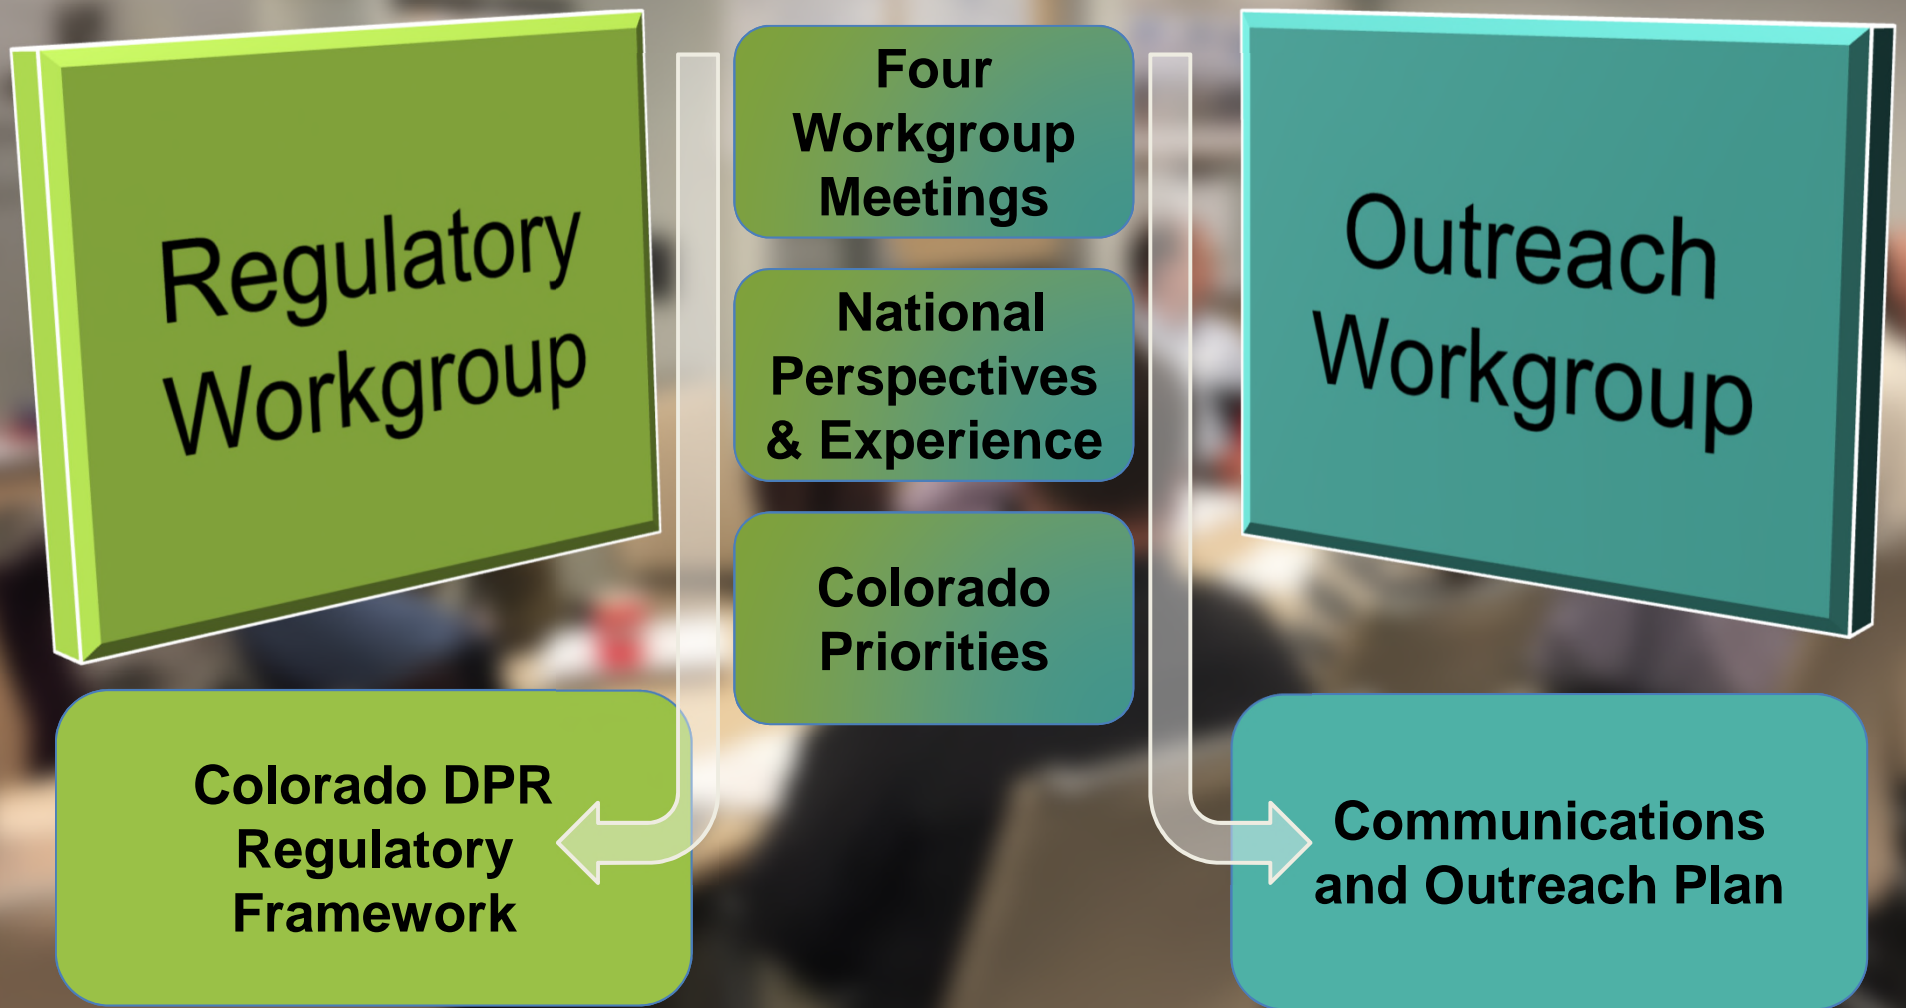 Regulatory
Workgroup
Four
Workgroup
Meetings
National
Perspectives
& Experience
Colorado
Priorities
Outreach
Workgroup
Colorado DPR
Regulatory
Framework
Communications
and Outreach Plan